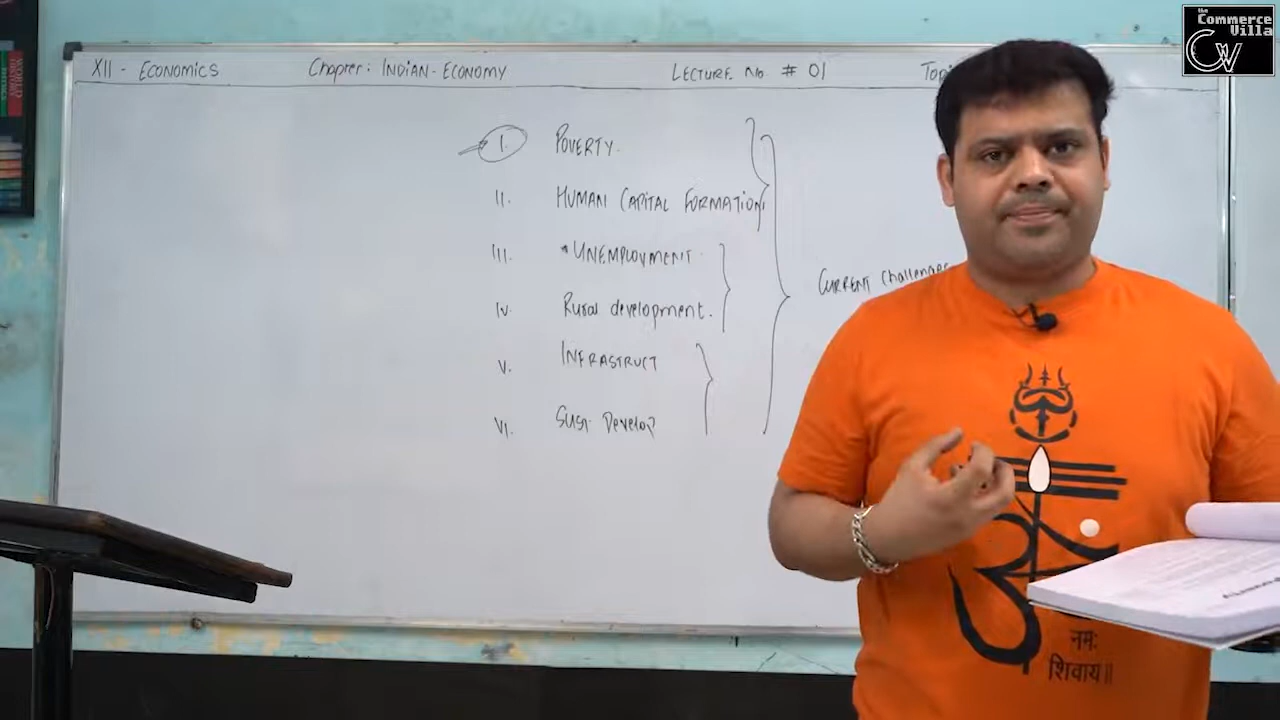 the Commerce Villa
CV
XII - ECONOMICS Chapter: INDIAN-ECONOMY LECTURE No # 01
I. POVERTY.
II. HUMAN CAPITAL FORMATION
III. *UNEMPLOYMENT.
IV. Rural development.
CURRENT Challenges
V. INFRASTRUCT
VI. SUST. Develop
नमः
शिवाय॥